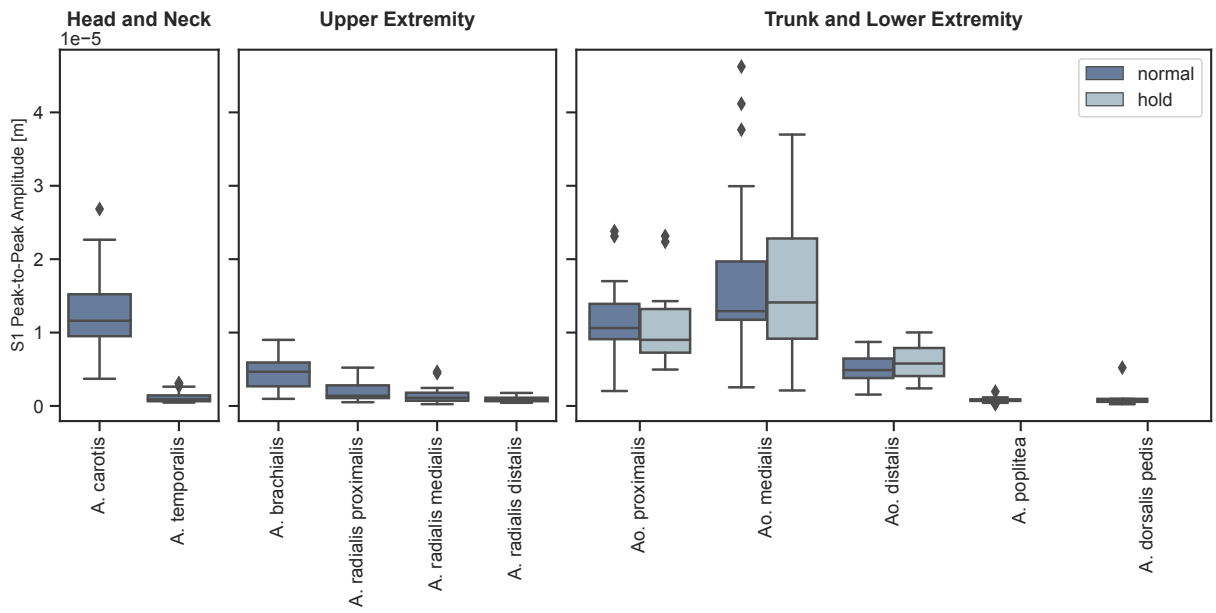 Head and Neck
Upper Extremity
Trunk and Lower Extremity
1e−5
S1 Peak-to-Peak Amplitude [m]
4
3
2
1
0
normal
hold
A. carotis
A. temporalis
A. brachialis
A. radialis proximalis
A. radialis medialis
A. radialis distalis
Ao. proximalis
Ao. medialis
Ao. distalis
A. poplitea
A. dorsalis pedis